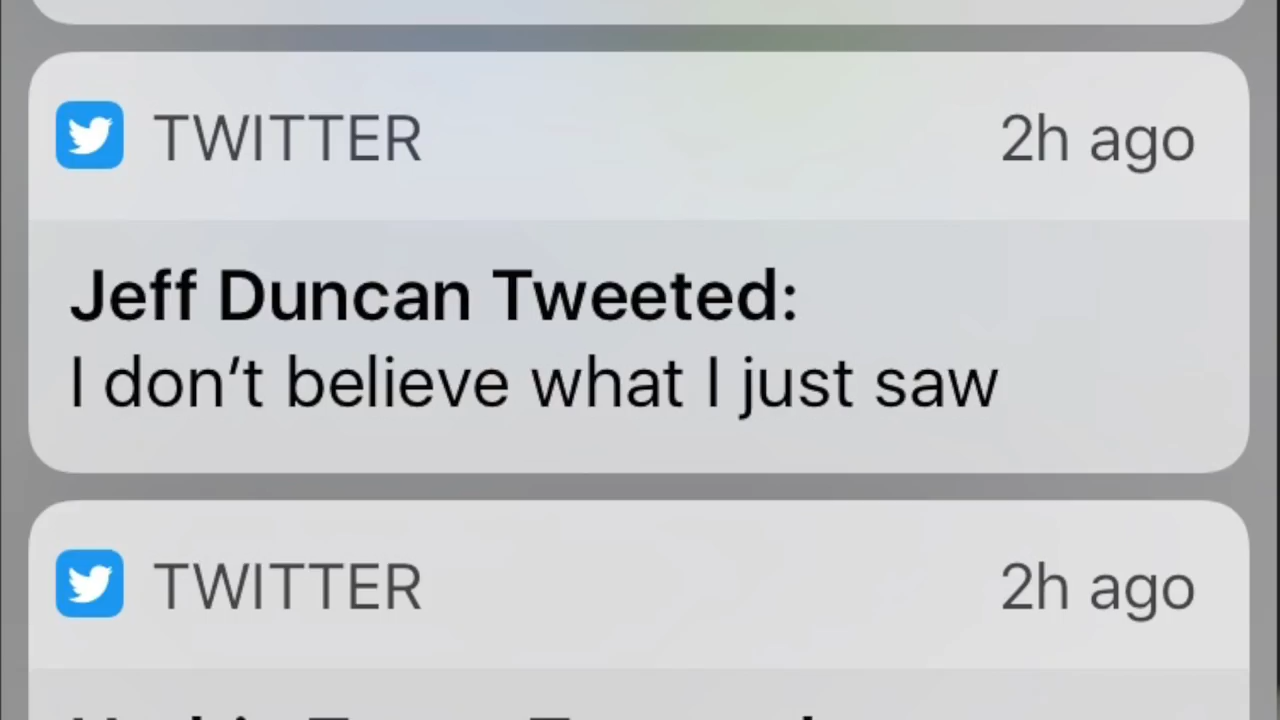 TWITTER
2h ago
Jeff Duncan Tweeted:
I don't believe what I just saw
TWITTER
2h ago